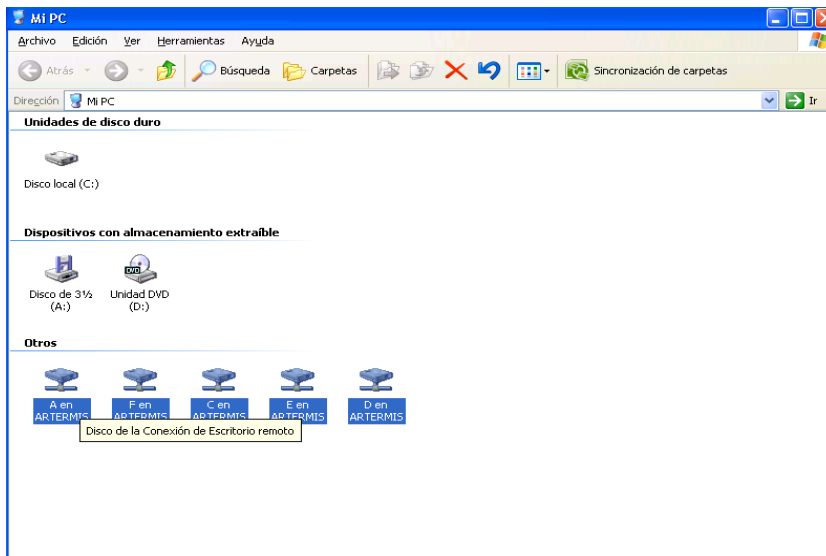 Mi PC
Archivo Edición Ver Herramientas Ayuda
Atrás Búsqueda Carpetas Sincronización de carpetas
Dirección Mi PC Ir
Unidades de disco duro
Disco local (C:)
Dispositivos con almacenamiento extraíble
DVD
Disco de 3½ Unidad DVD
(A:) (D:)
Otros
A en F en C en E en D en
ARTERMIS ARTERMIS ARTERMIS ARTERMIS ARTERMIS
Disco de la Conexión de Escritorio remoto